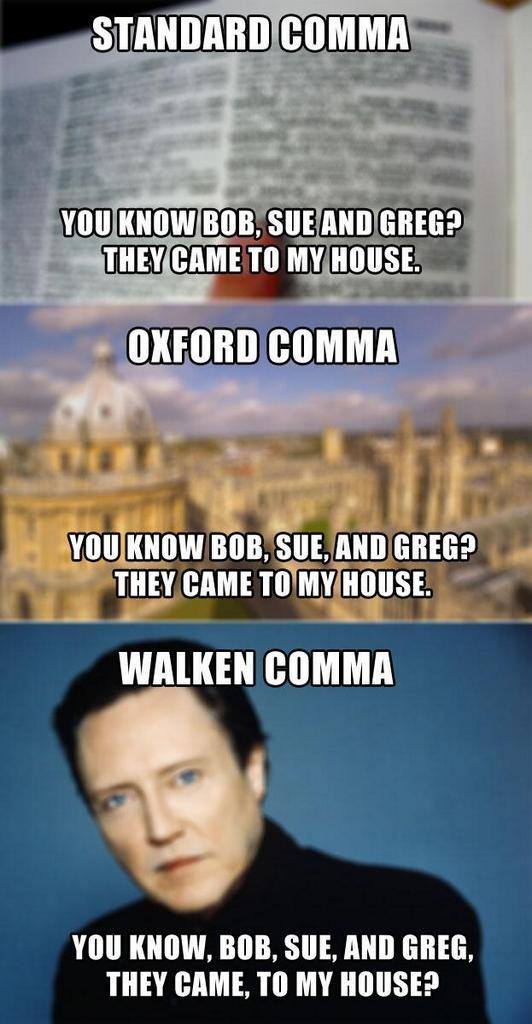 STANDARD COMMA
YOU KNOW BOB, SUE AND GREG?
THEY CAME TO MY HOUSE.
OXFORD COMMA
YOU KNOW BOB, SUE, AND GREG?
THEY CAME TO MY HOUSE.
WALKEN COMMA
YOU KNOW, BOB, SUE, AND GREG,
THEY CAME, TO MY HOUSE?